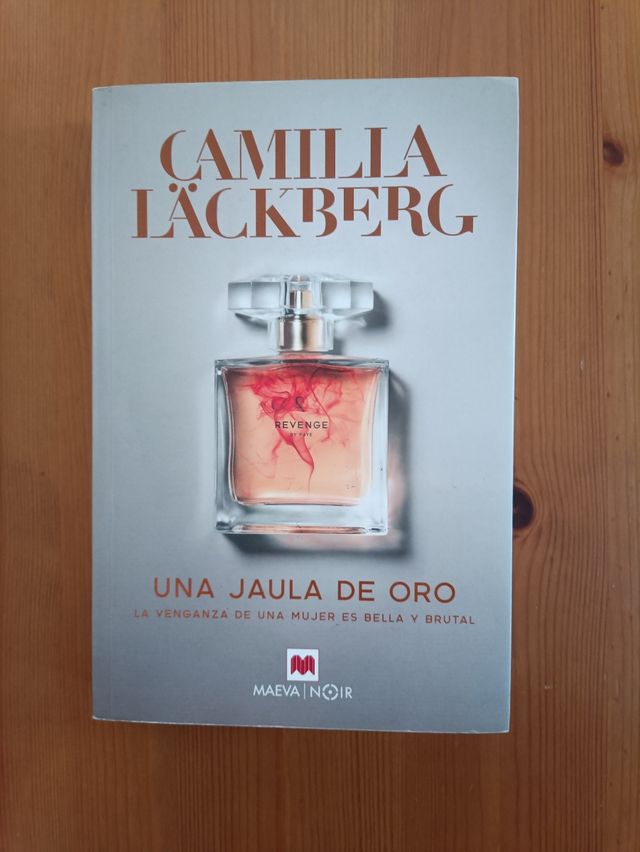 CAMILLA
LÄCKBERG
REVENGE
BY FAYE
UNA JAULA DE ORO
LA VENGANZA DE UNA MUJER ES BELLA Y BRUTAL
MAEVA | NOIR